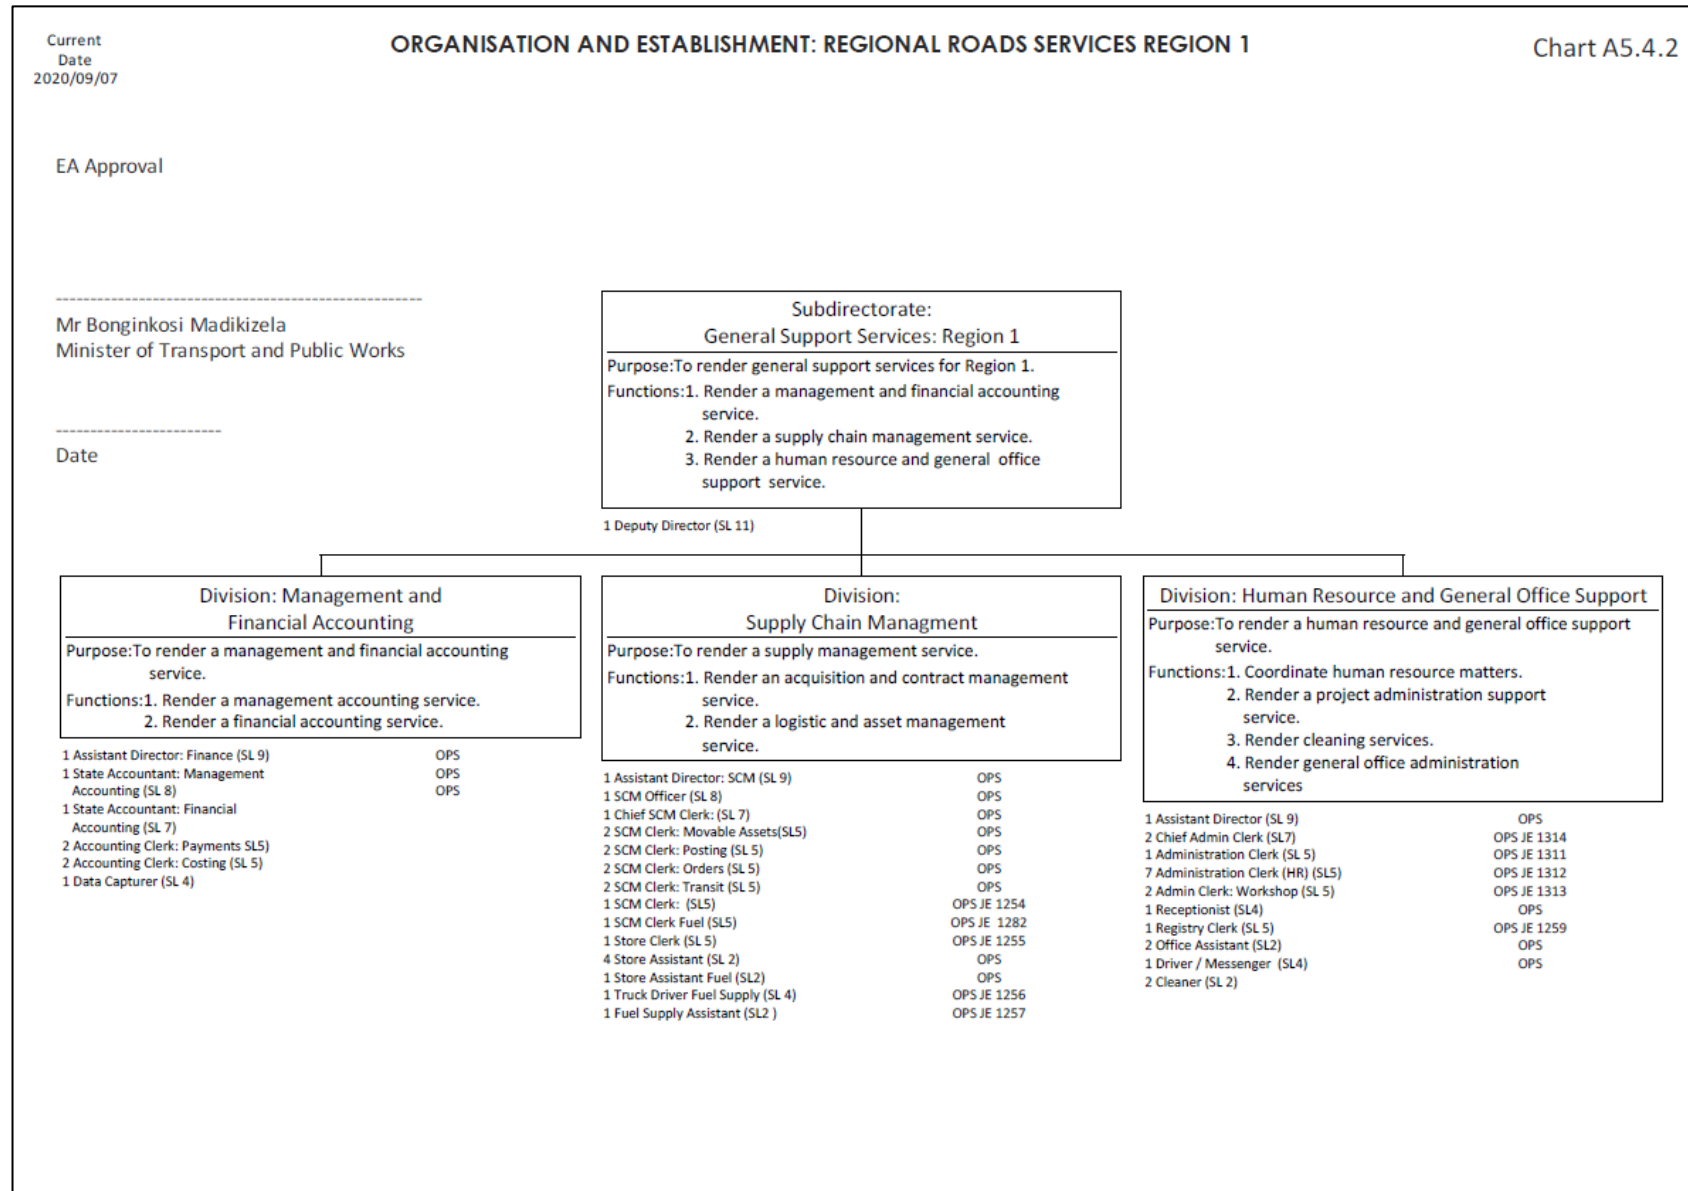 Current
Date
2020/09/07
ORGANISATION AND ESTABLISHMENT: REGIONAL ROADS SERVICES REGION 1
Chart A5.4.2
EA Approval
-----------------------------------------------------
Mr Bonginkosi Madikizela
Minister of Transport and Public Works
------------------------
Date
Subdirectorate:
General Support Services: Region 1
Purpose:To render general support services for Region 1.
Functions:1. Render a management and financial accounting
service.
2. Render a supply chain management service.
3. Render a human resource and general office
support service.
1 Deputy Director (SL 11)
Division: Management and
Financial Accounting
Purpose:To render a management and financial accounting
service.
Functions:1. Render a management accounting service.
2. Render a financial accounting service.
1 Assistant Director: Finance (SL 9) OPS
1 State Accountant: Management OPS
Accounting (SL 8) OPS
1 State Accountant: Financial
Accounting (SL 7)
2 Accounting Clerk: Payments SL5)
2 Accounting Clerk: Costing (SL 5)
1 Data Capturer (SL 4)
Division:
Supply Chain Managment
Purpose:To render a supply management service.
Functions:1. Render an acquisition and contract management
service.
2. Render a logistic and asset management
service.
1 Assistant Director: SCM (SL 9) OPS
1 SCM Officer (SL 8) OPS
1 Chief SCM Clerk: (SL 7) OPS
2 SCM Clerk: Movable Assets(SL5) OPS
2 SCM Clerk: Posting (SL 5) OPS
2 SCM Clerk: Orders (SL 5) OPS
2 SCM Clerk: Transit (SL 5) OPS
1 SCM Clerk: (SL5) OPS JE 1254
1 SCM Clerk Fuel (SL5) OPS JE 1282
1 Store Clerk (SL 5) OPS JE 1255
4 Store Assistant (SL 2) OPS
1 Store Assistant Fuel (SL2) OPS
1 Truck Driver Fuel Supply (SL 4) OPS JE 1256
1 Fuel Supply Assistant (SL2 ) OPS JE 1257
Division: Human Resource and General Office Support
Purpose:To render a human resource and general office support
service.
Functions:1. Coordinate human resource matters.
2. Render a project administration support
service.
3. Render cleaning services.
4. Render general office administration
services
1 Assistant Director (SL 9) OPS
2 Chief Admin Clerk (SL7) OPS JE 1314
1 Administration Clerk (SL 5) OPS JE 1311
7 Administration Clerk (HR) (SL5) OPS JE 1312
2 Admin Clerk: Workshop (SL 5) OPS JE 1313
1 Receptionist (SL4) OPS
1 Registry Clerk (SL 5) OPS JE 1259
2 Office Assistant (SL2) OPS
1 Driver / Messenger (SL4) OPS
2 Cleaner (SL 2)